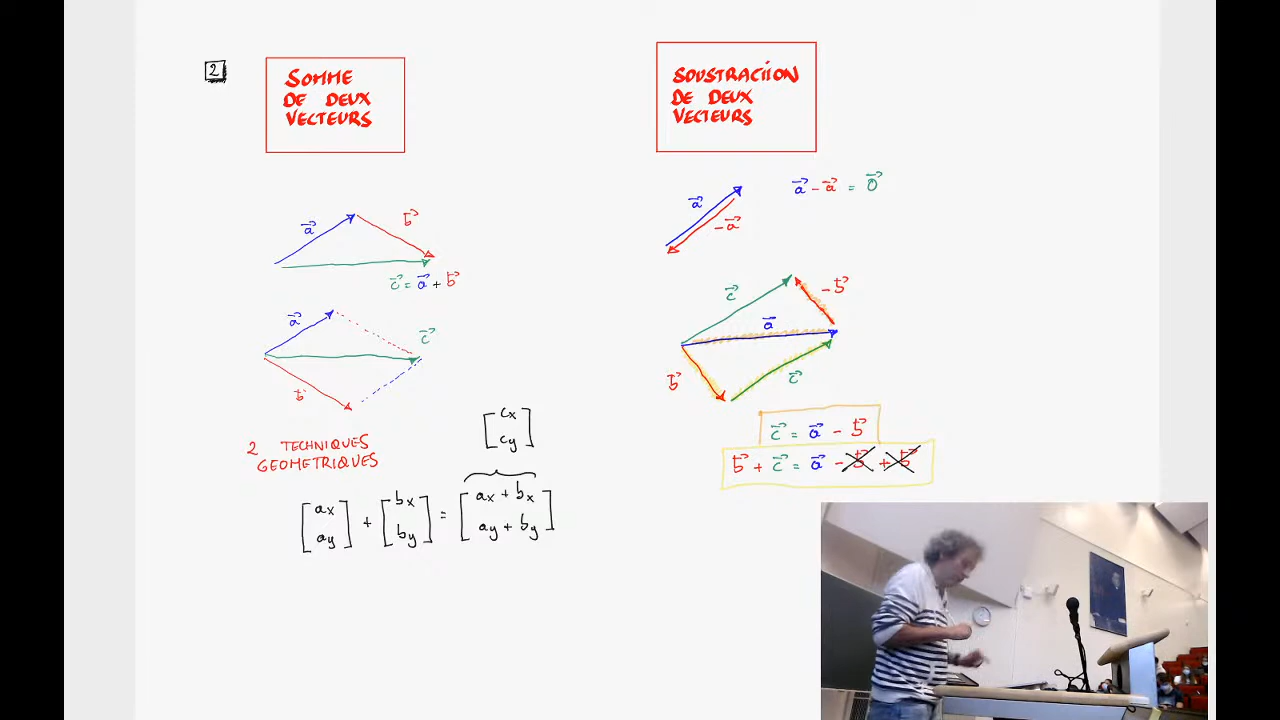 2
SOMME
DE DEUX
VECTEURS
a⃗
b⃗
c⃗ = a⃗ + b⃗
a⃗
c⃗
b⃗
2 TECHNIQUES
GEOMETRIQUES
[cx
cy]
[ax
ay] + [bx
by] = [ax + bx
ay + by]
SOUSTRACTION
DE DEUX
VECTEURS
a⃗
-a⃗
a⃗ - a⃗ = 0⃗
c⃗
-b⃗
a⃗
b⃗
c⃗
c⃗ = a⃗ - b⃗
b⃗ + c⃗ = a⃗ - b⃗ + b⃗